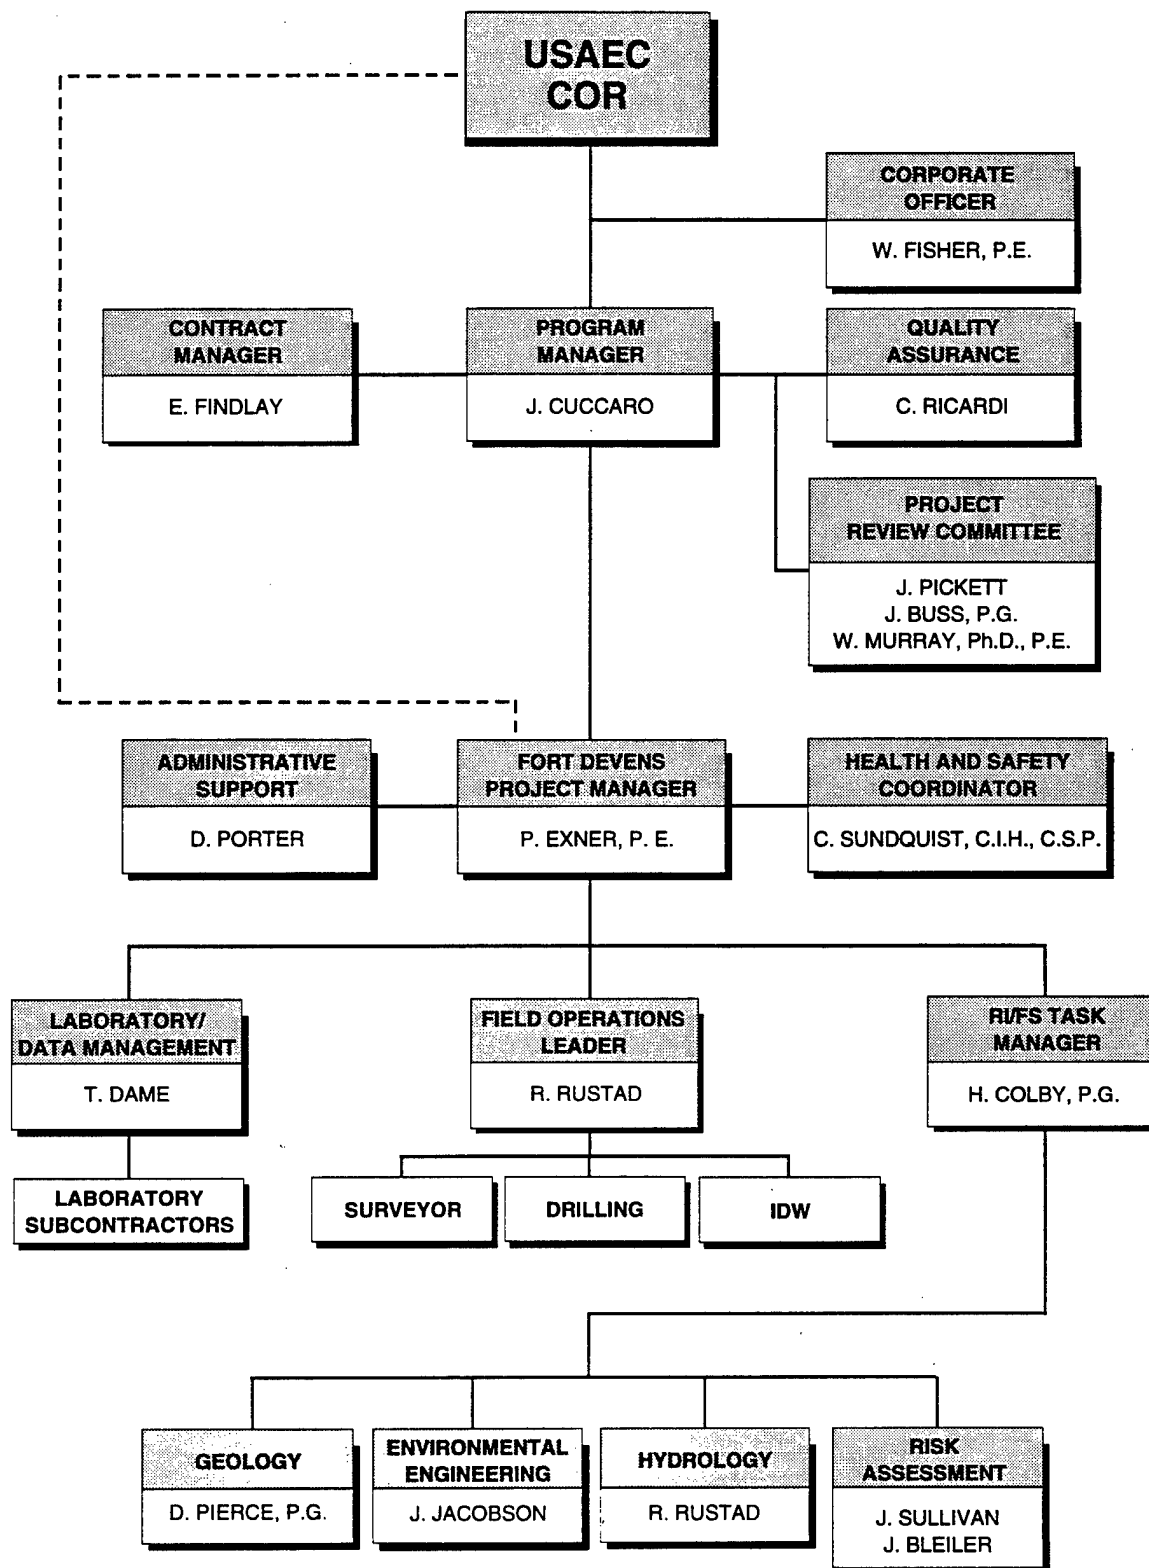 USAEC
COR
CORPORATE
OFFICER
W. FISHER, P.E.
CONTRACT
MANAGER
E. FINDLAY
PROGRAM
MANAGER
J. CUCCARO
QUALITY
ASSURANCE
C. RICARDI
PROJECT
REVIEW COMMITTEE
J. PICKETT
J. BUSS, P.G.
W. MURRAY, Ph.D., P.E.
ADMINISTRATIVE
SUPPORT
D. PORTER
FORT DEVENS
PROJECT MANAGER
P. EXNER, P. E.
HEALTH AND SAFETY
COORDINATOR
C. SUNDQUIST, C.I.H., C.S.P.
LABORATORY/
DATA MANAGEMENT
T. DAME
FIELD OPERATIONS
LEADER
R. RUSTAD
RI/FS TASK
MANAGER
H. COLBY, P.G.
LABORATORY
SUBCONTRACTORS
SURVEYOR
DRILLING
IDW
GEOLOGY
D. PIERCE, P.G.
ENVIRONMENTAL
ENGINEERING
J. JACOBSON
HYDROLOGY
R. RUSTAD
RISK
ASSESSMENT
J. SULLIVAN
J. BLEILER